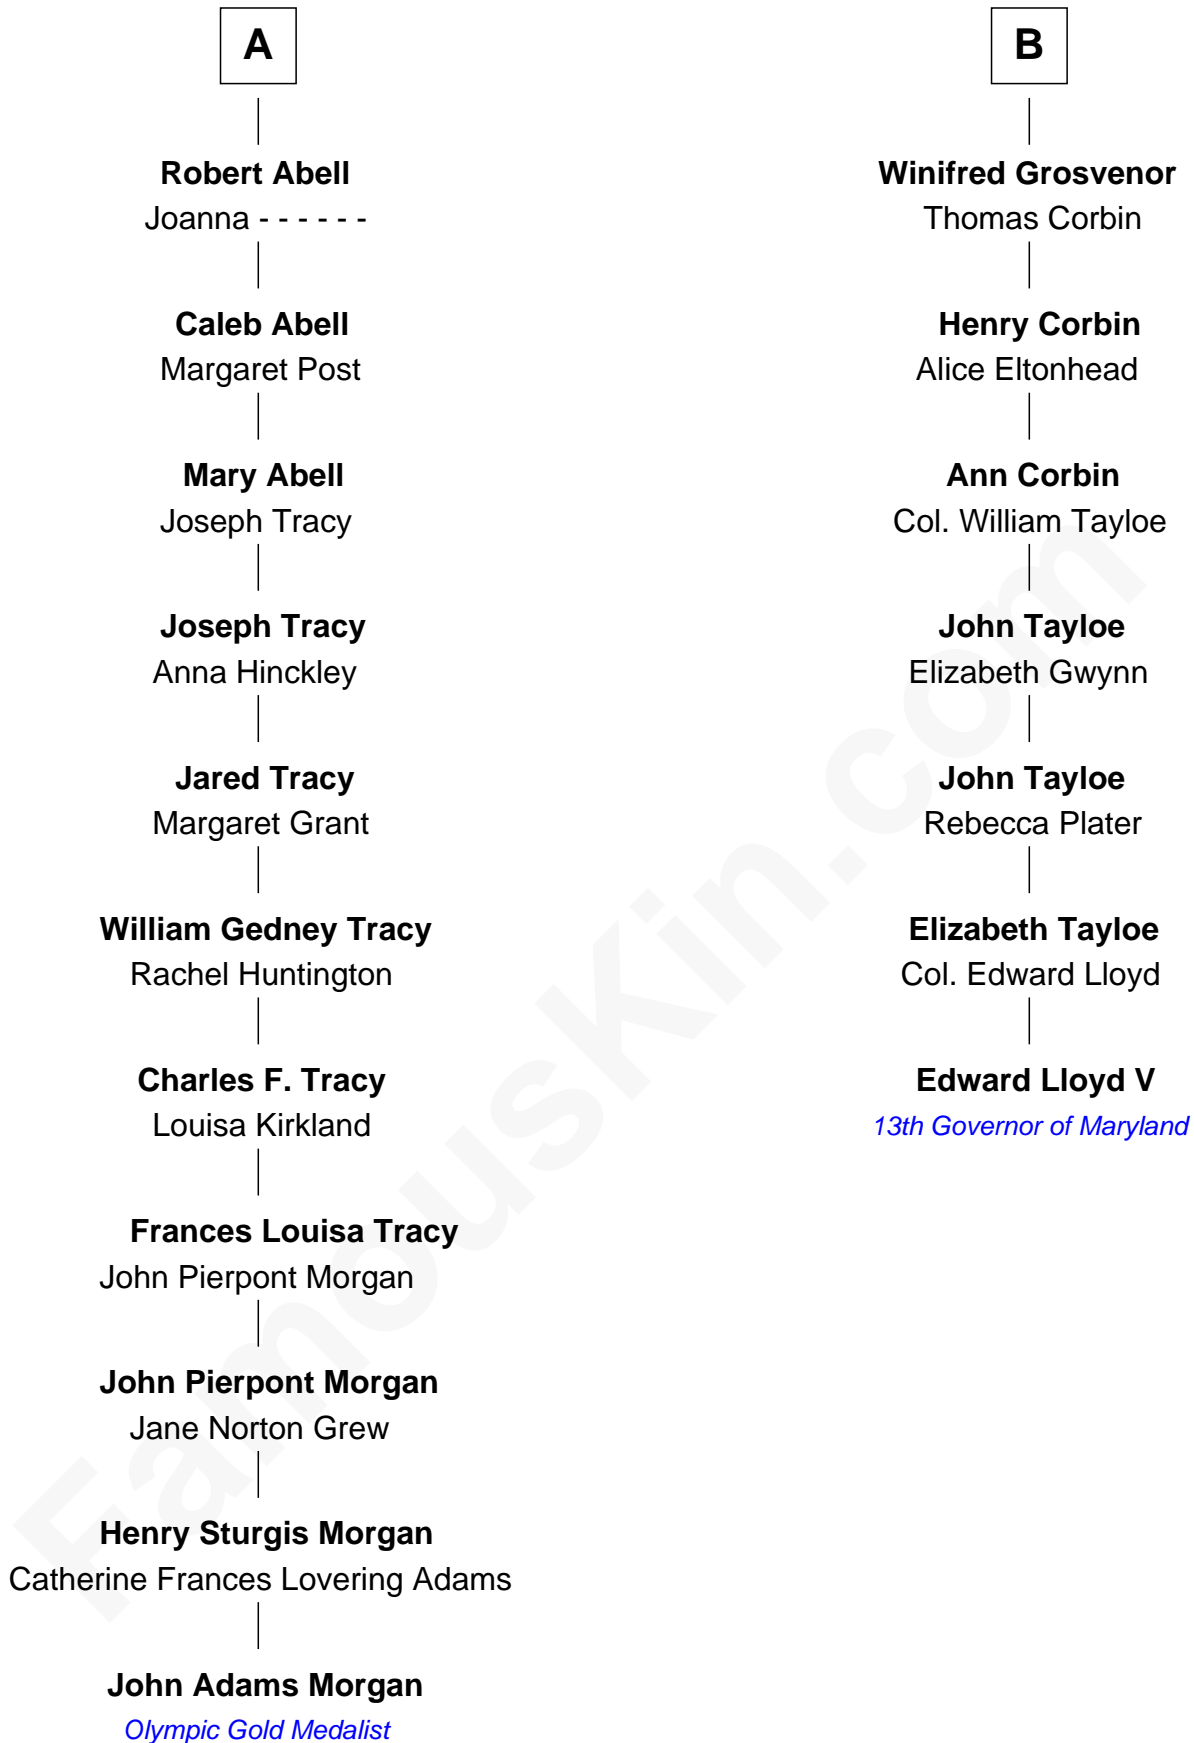 A
Robert Abell
Joanna - - - - - -
Caleb Abell
Margaret Post
Mary Abell
Joseph Tracy
Joseph Tracy
Anna Hinckley
Jared Tracy
Margaret Grant
William Gedney Tracy
Rachel Huntington
Charles F. Tracy
Louisa Kirkland
Frances Louisa Tracy
John Pierpont Morgan
John Pierpont Morgan
Jane Norton Grew
Henry Sturgis Morgan
Catherine Frances Lovering Adams
John Adams Morgan
Olympic Gold Medalist
B
Winifred Grosvenor
Thomas Corbin
Henry Corbin
Alice Eltonhead
Ann Corbin
Col. William Tayloe
John Tayloe
Elizabeth Gwynn
John Tayloe
Rebecca Plater
Elizabeth Tayloe
Col. Edward Lloyd
Edward Lloyd V
13th Governor of Maryland
FamousKin.com